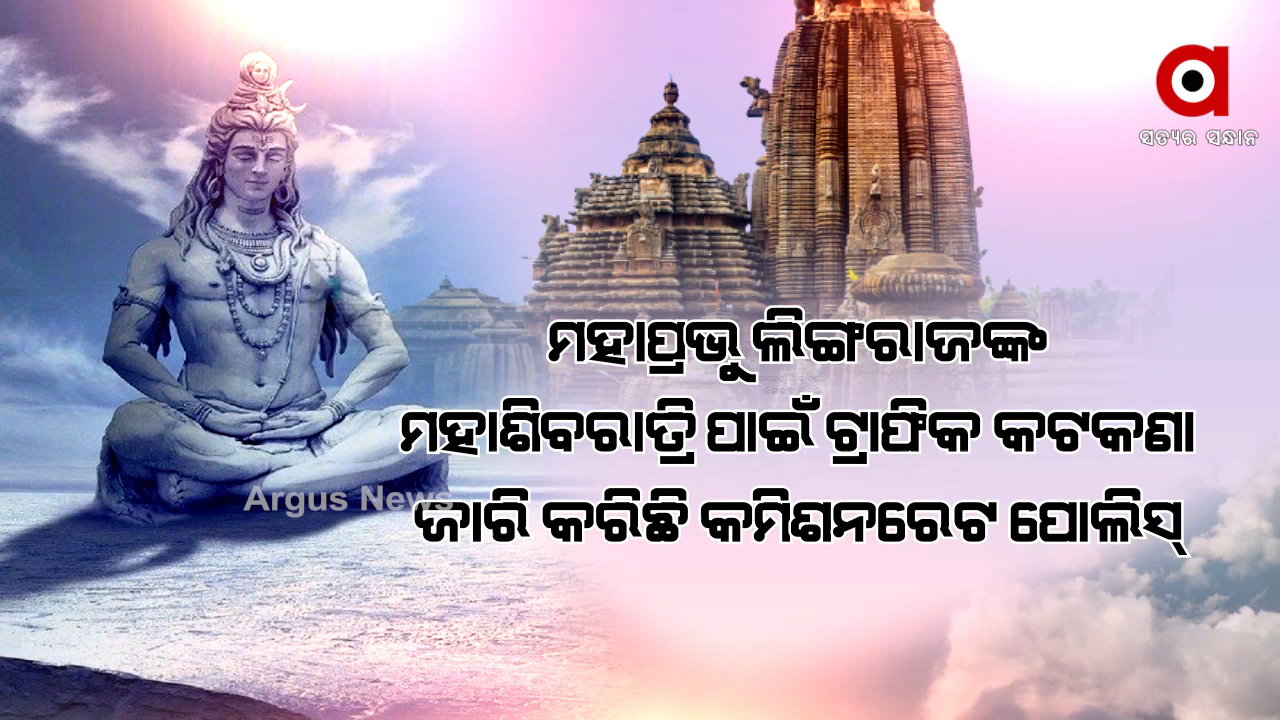 ସତ୍ୟର ସନ୍ଧାନ
ମହାପ୍ରଭୁ ଲିଙ୍ଗରାଜଙ୍କ
ମହାଶିବରାତ୍ରି ପାଇଁ ଟ୍ରାଫିକ କଟକଣା
ଜାରି କରିଛି କମିଶନରେଟ ପୋଲିସ୍
Argus News